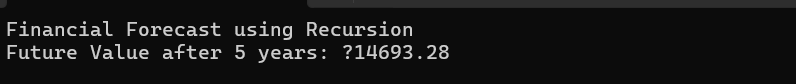 Financial Forecast using Recursion
Future Value after 5 years: ?14693.28